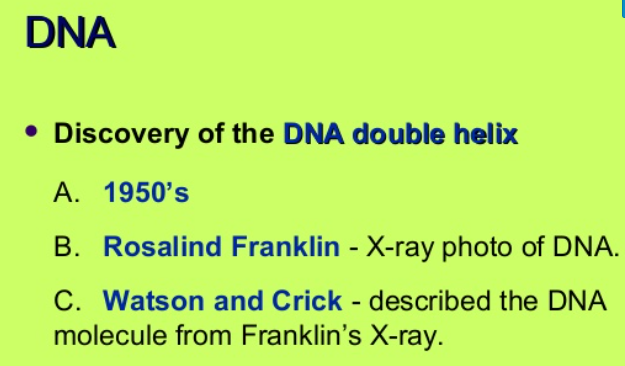 DNA
• Discovery of the DNA double helix
A. 1950’s
B. Rosalind Franklin - X-ray photo of DNA.
C. Watson and Crick - described the DNA
molecule from Franklin’s X-ray.